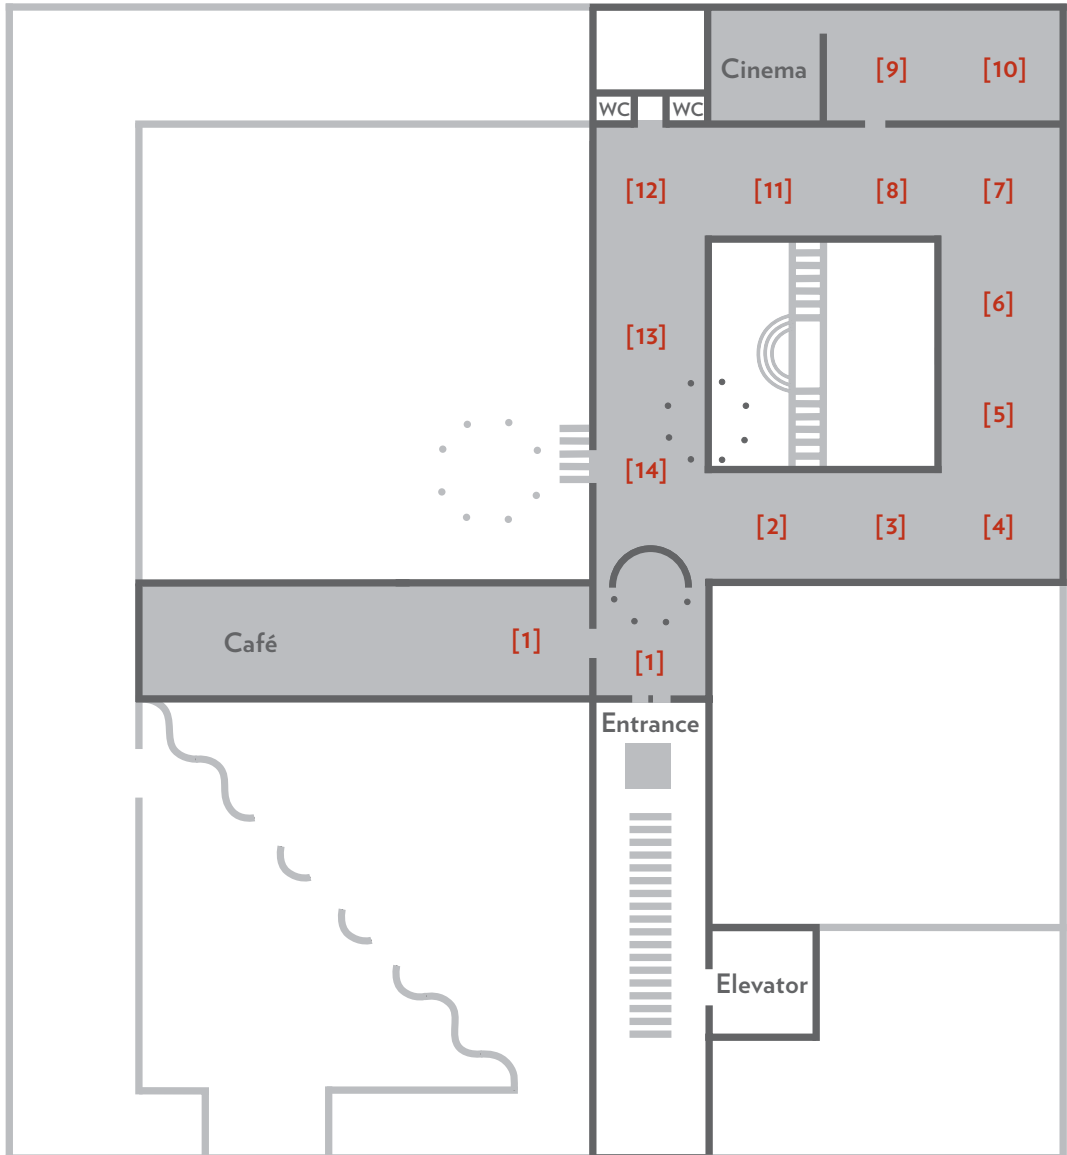 Cinema [9] [10]
WC WC
[12] [11] [8] [7]
[6]
[13]
[5]
[14]
[2] [3] [4]
Café [1]
[1]
Entrance
Elevator